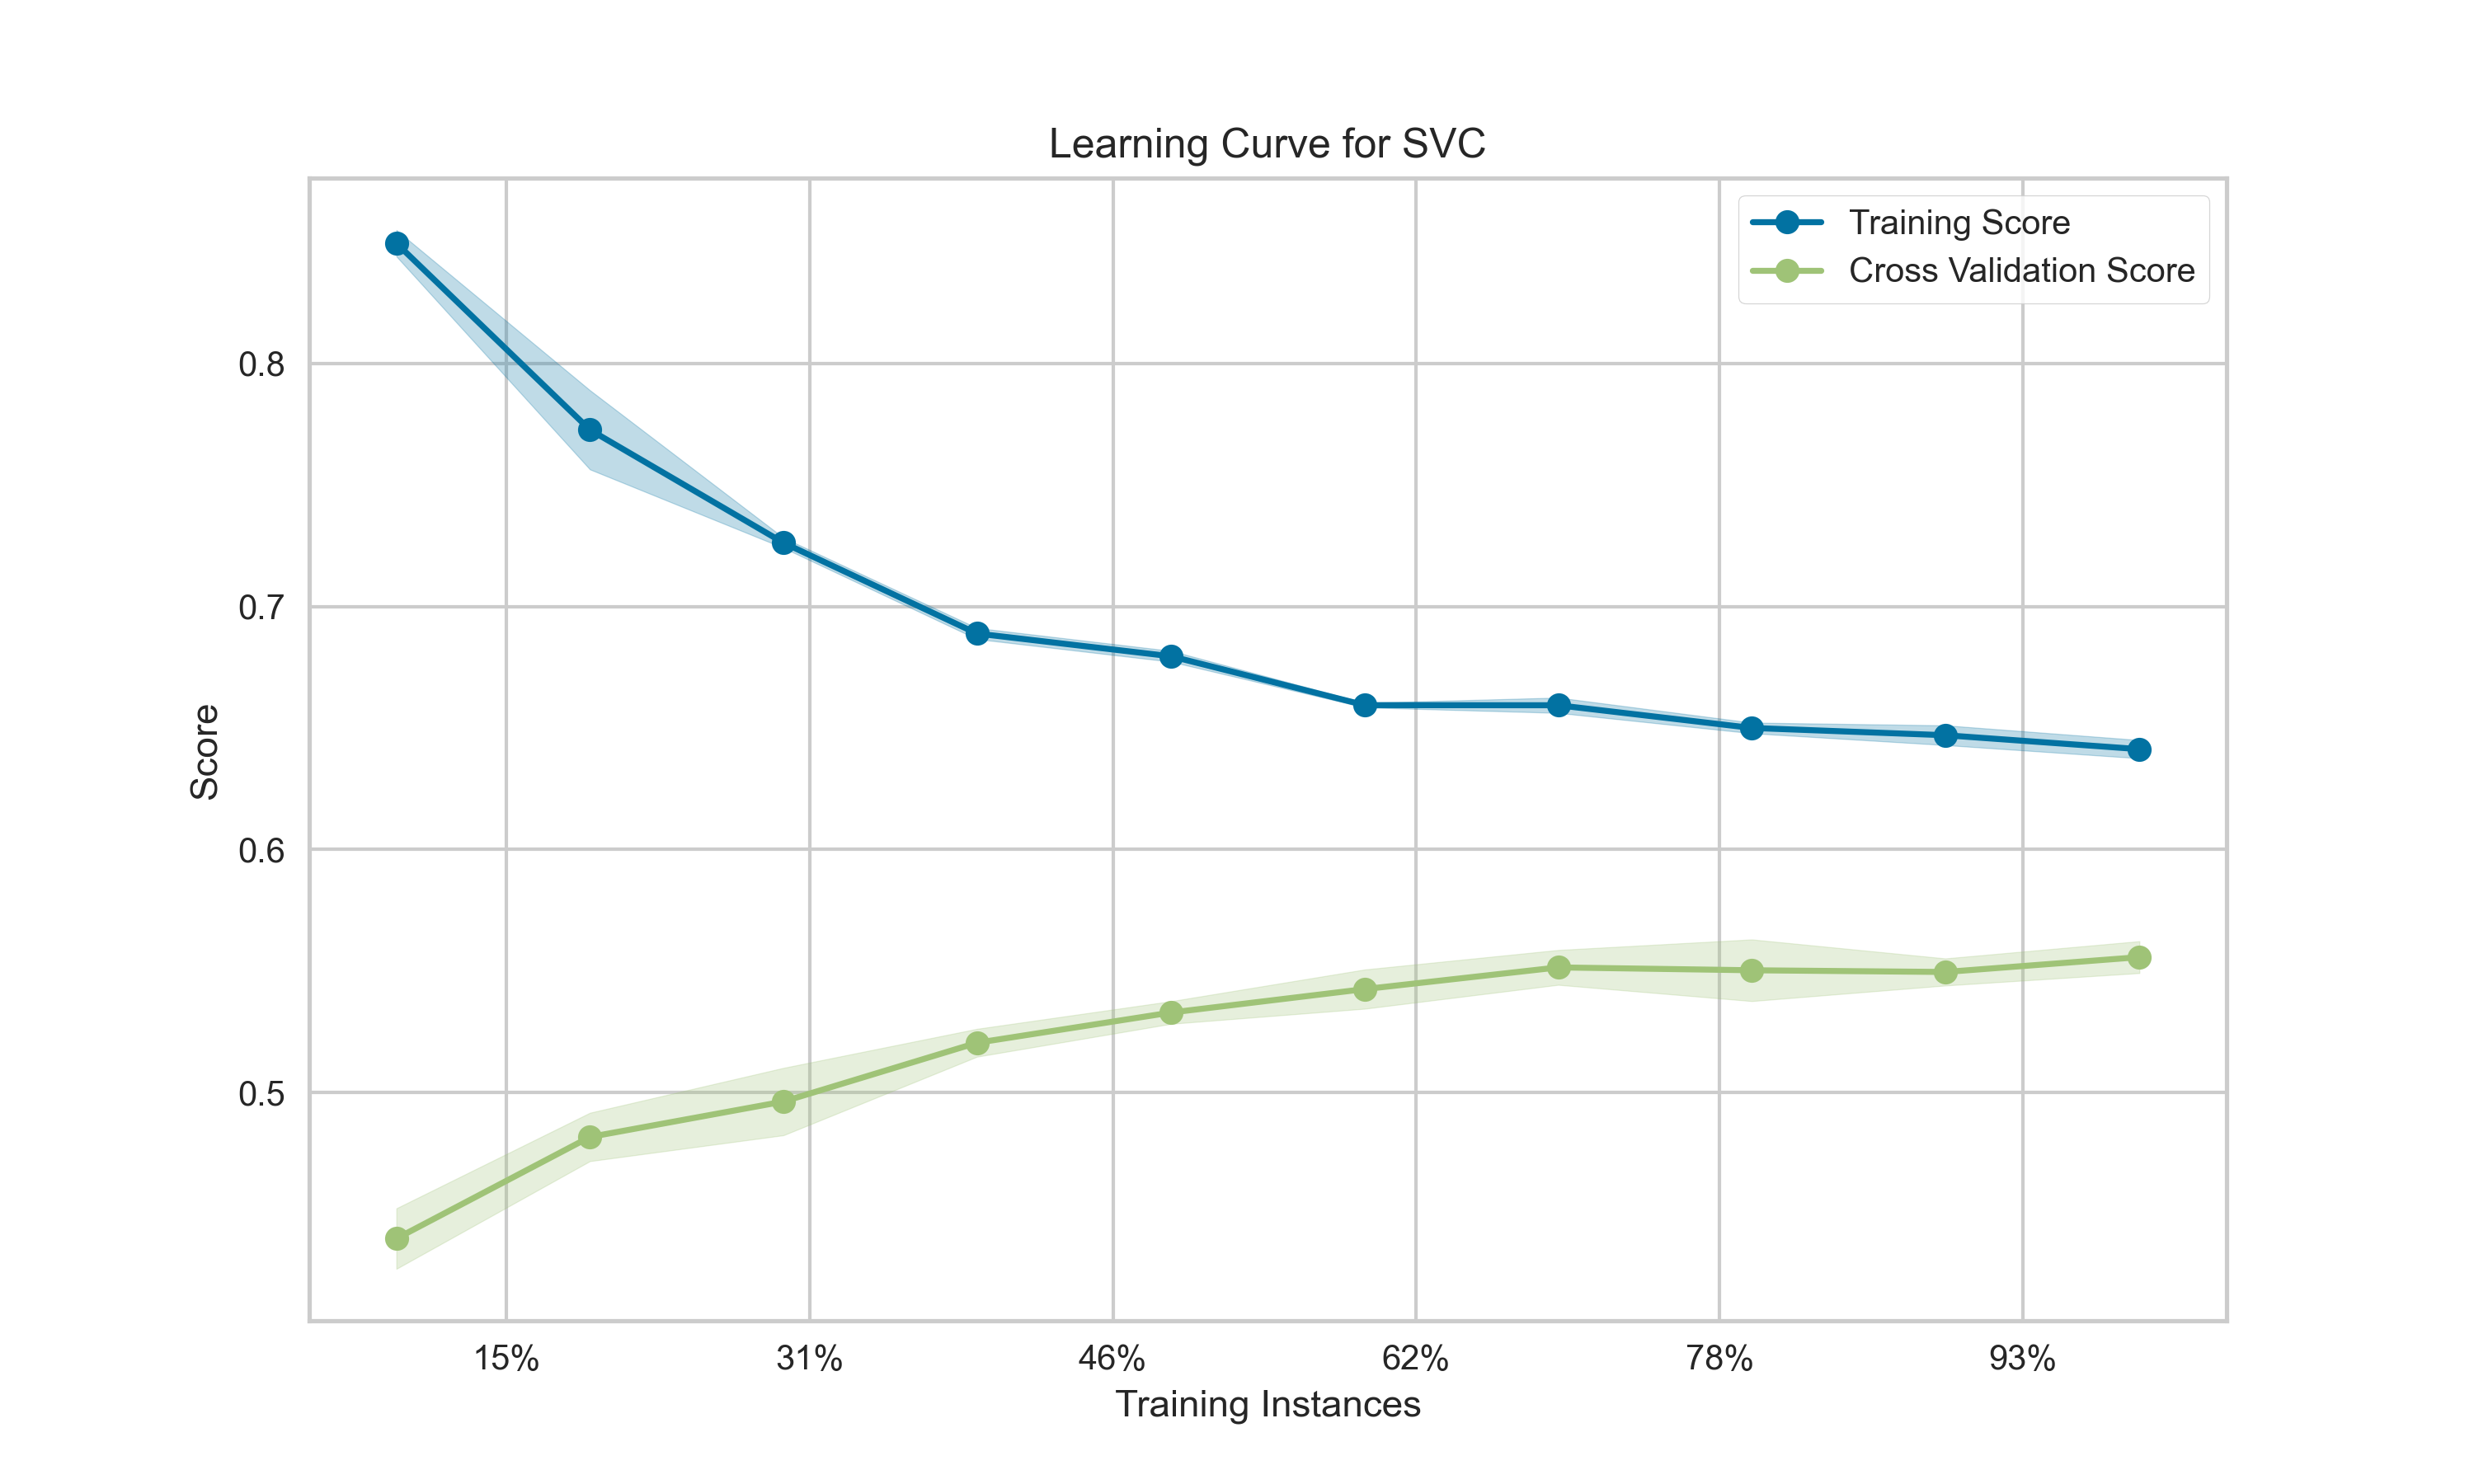 Learning Curve for SVC
Training Score
Cross Validation Score
0.8
0.7
0.6
0.5
Score
15% 31% 46% 62% 78% 93%
Training Instances